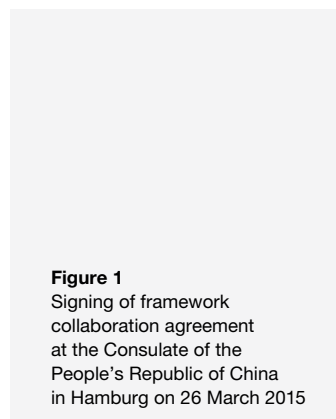 Figure 1
Signing of framework
collaboration agreement
at the Consulate of the
People’s Republic of China
in Hamburg on 26 March 2015